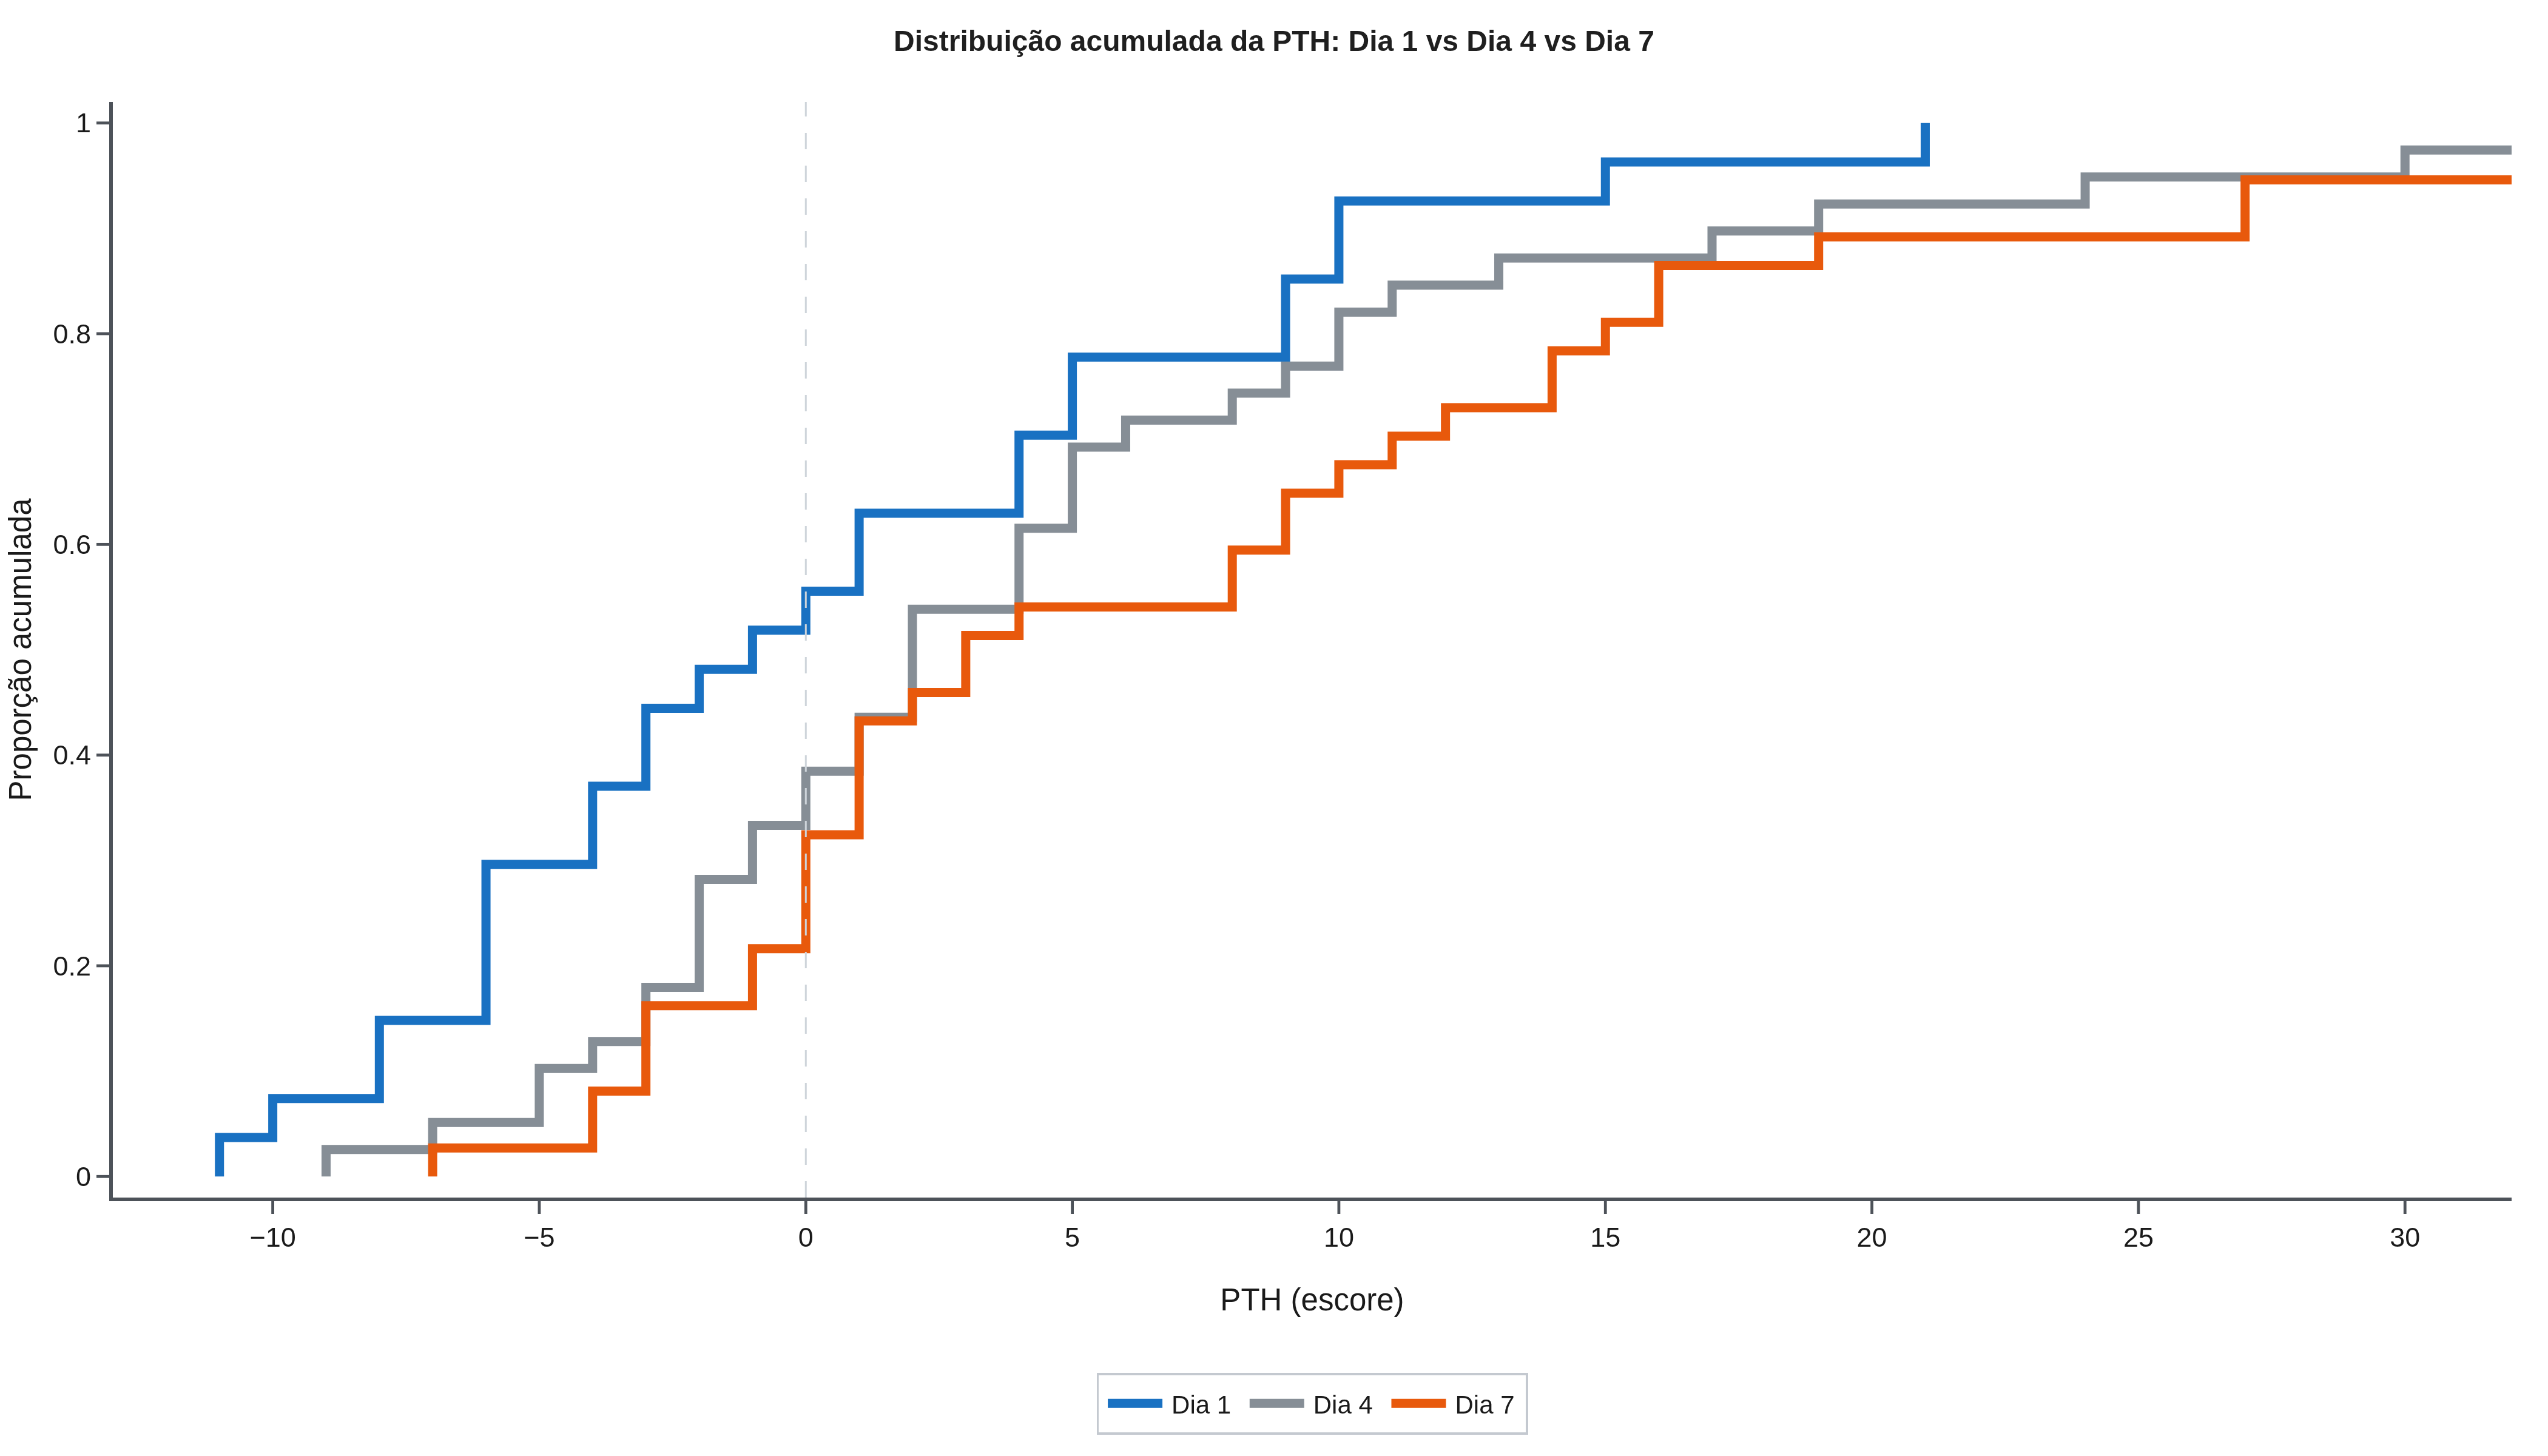 Distribuição acumulada da PTH: Dia 1 vs Dia 4 vs Dia 7
Proporção acumulada
1
0.8
0.6
0.4
0.2
0
−10 −5 0 5 10 15 20 25 30
PTH (escore)
Dia 1 Dia 4 Dia 7